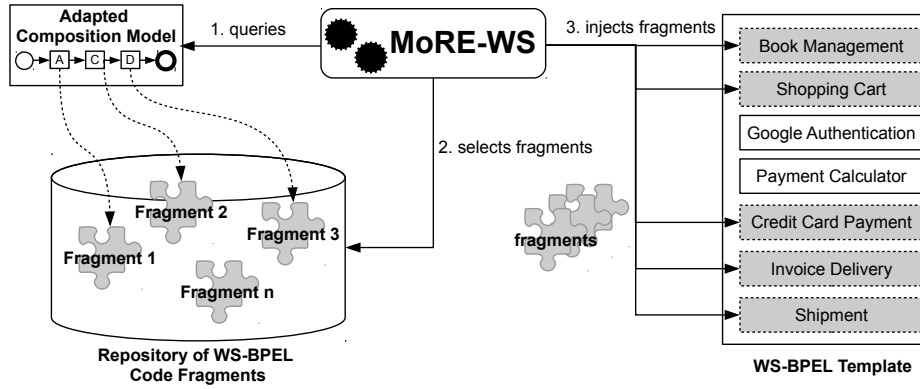 Adapted
Composition Model
A
C
D
1. queries
MoRE-WS
3. injects fragments
2. selects fragments
Fragment 1
Fragment 2
Fragment 3
Fragment n
Repository of WS-BPEL
Code Fragments
fragments
Book Management
Shopping Cart
Google Authentication
Payment Calculator
Credit Card Payment
Invoice Delivery
Shipment
WS-BPEL Template